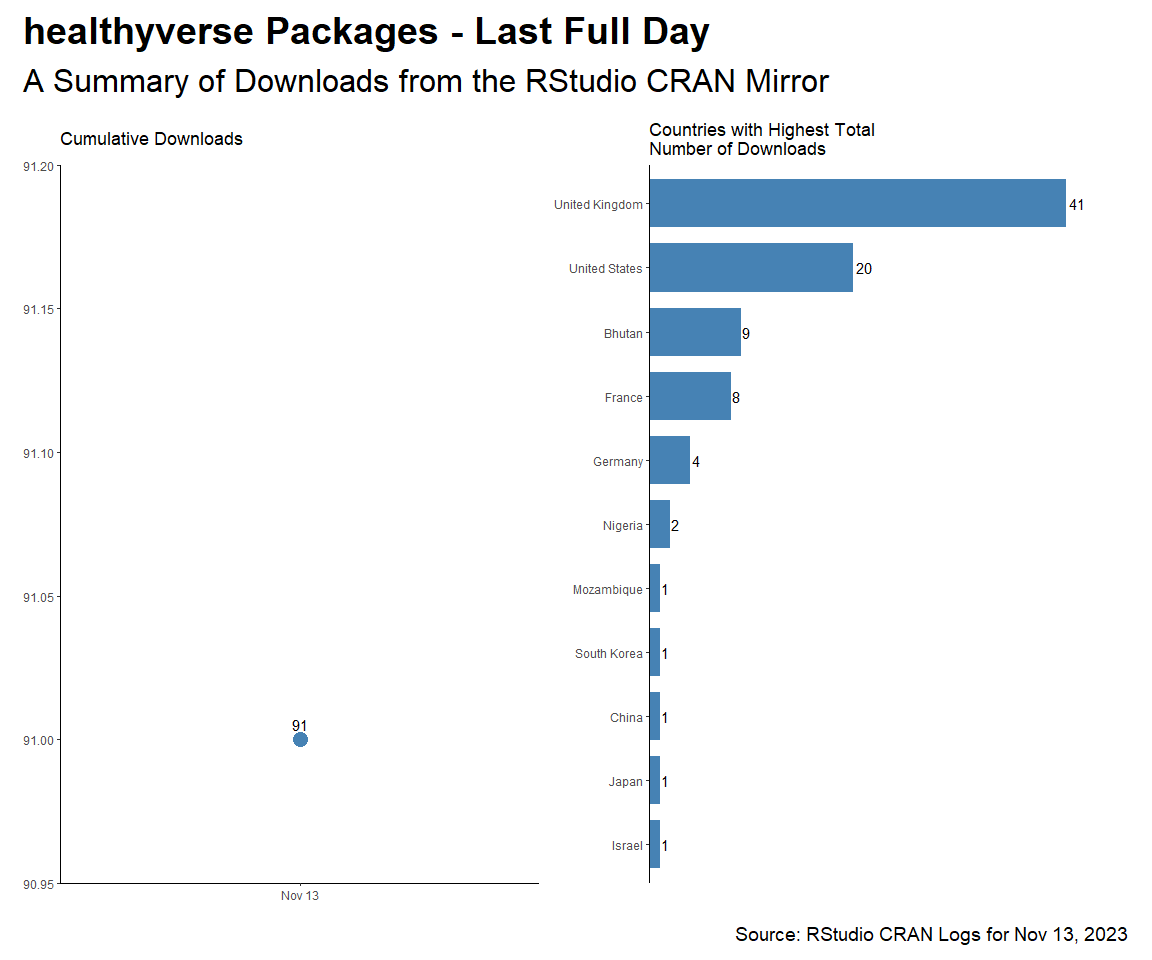 healthyverse Packages - Last Full Day
A Summary of Downloads from the RStudio CRAN Mirror
Cumulative Downloads
91.20
91.15
91.10
91.05
91.00
90.95
91
Nov 13
Countries with Highest Total
Number of Downloads
United Kingdom 41
United States 20
Bhutan 9
France 8
Germany 4
Nigeria 2
Mozambique 1
South Korea 1
China 1
Japan 1
Israel 1
Source: RStudio CRAN Logs for Nov 13, 2023